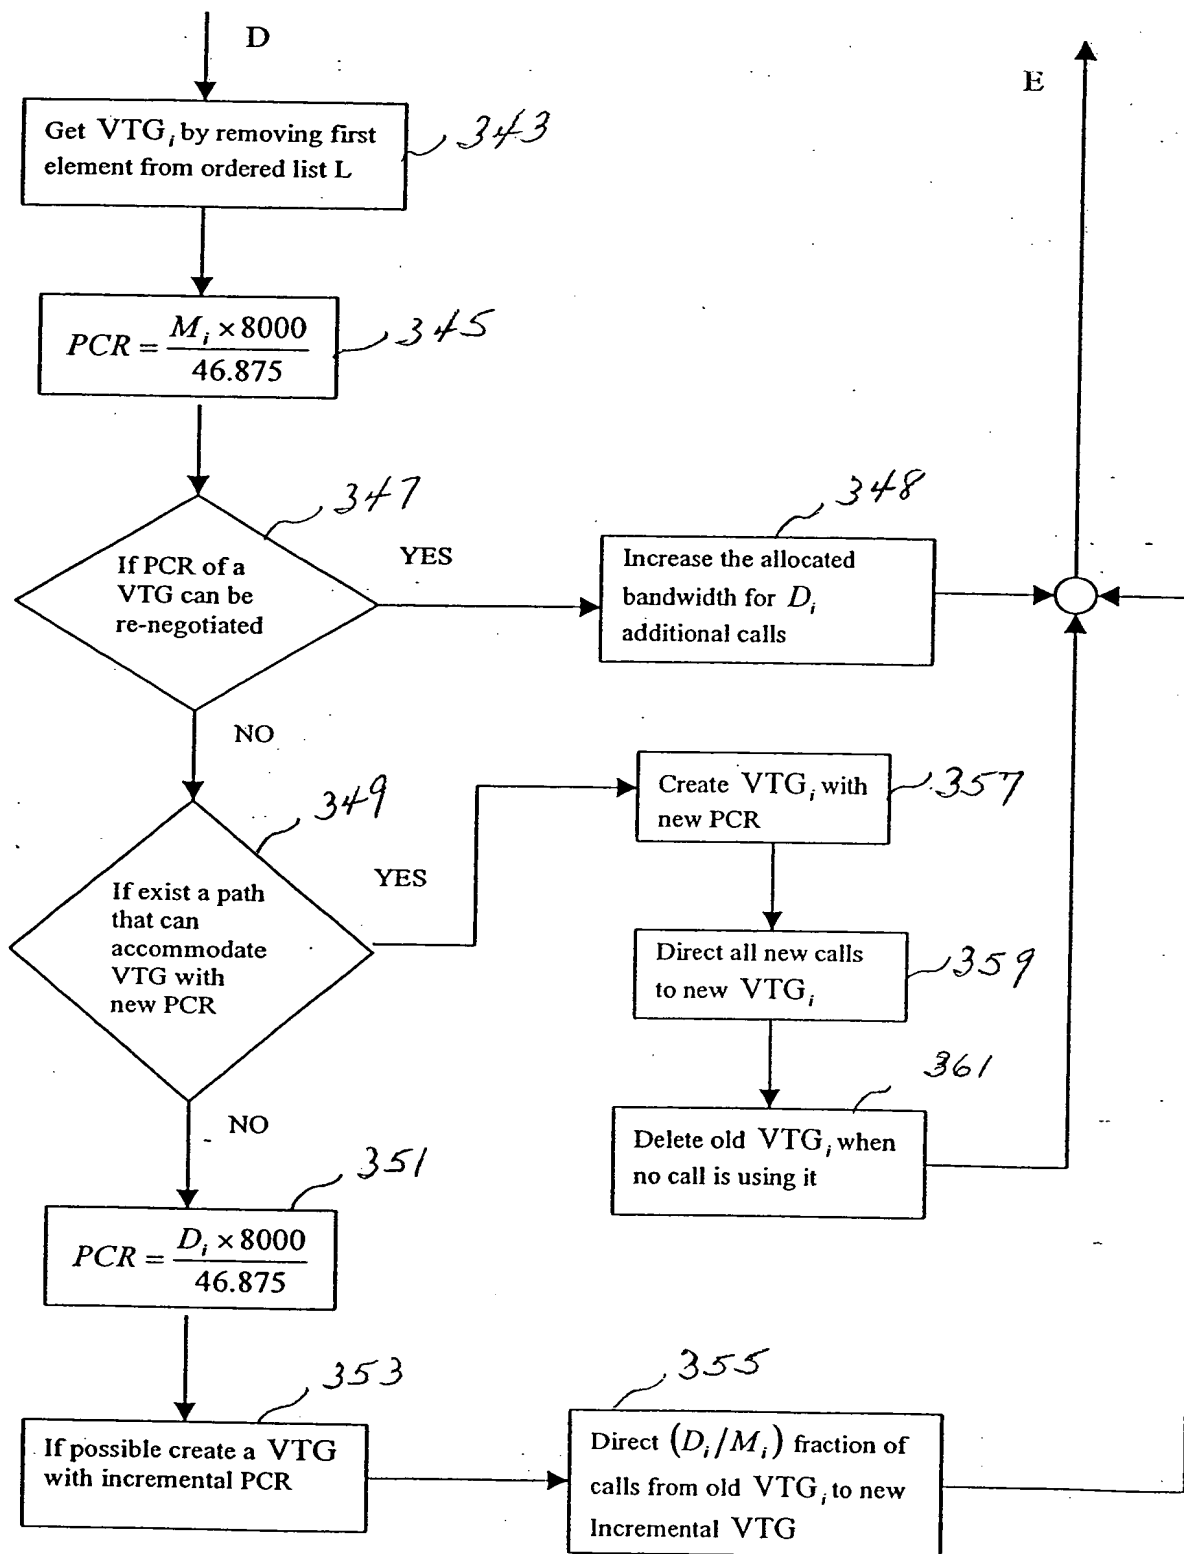 D
E
Get VTG_i by removing first
element from ordered list L
343
PCR = \frac{M_i × 8000}{46.875}
345
If PCR of a
VTG can be
re-negotiated
347
YES
NO
Increase the allocated
bandwidth for D_i
additional calls
348
If exist a path
that can
accommodate
VTG with
new PCR
349
YES
NO
Create VTG_i with
new PCR
357
Direct all new calls
to new VTG_i
359
Delete old VTG_i when
no call is using it
361
PCR = \frac{D_i × 8000}{46.875}
351
If possible create a VTG
with incremental PCR
353
Direct (D_i/M_i) fraction of
calls from old VTG_i to new
Incremental VTG
355